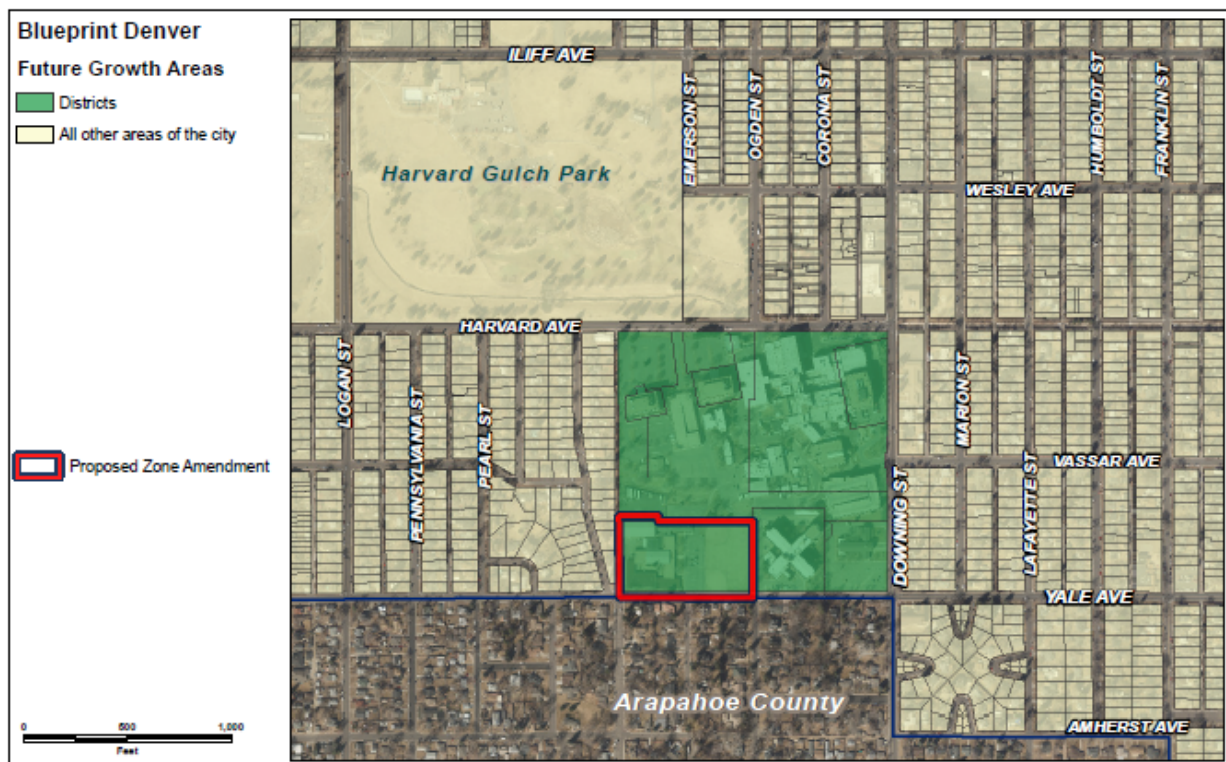 Blueprint Denver
Future Growth Areas
Districts
All other areas of the city
Proposed Zone Amendment
0 500 1,000
Feet
ILIFF AVE
EMERSON ST
OGDEN ST
CORONA ST
HUMBOLDT ST
FRANKLIN ST
Harvard Gulch Park
WESLEY AVE
HARVARD AVE
LOGAN ST
PENNSYLVANIA ST
PEARL ST
MARION ST
VASSAR AVE
DOWNING ST
LAFAYETTE ST
YALE AVE
Arapahoe County
AMHERST AVE